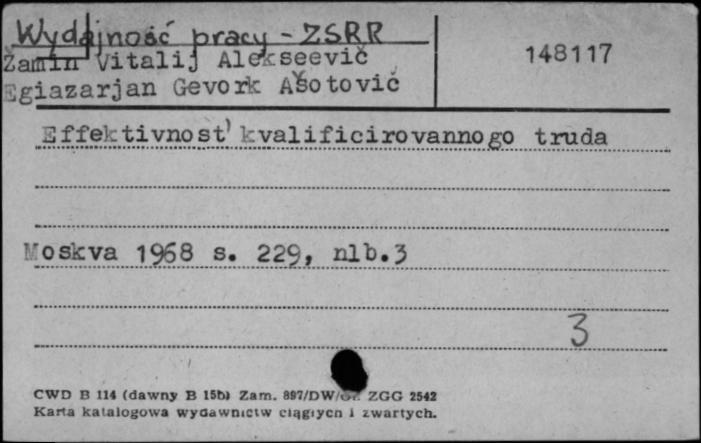 Wydajność pracy - ZSRR
Žamin Vitalij Alekseevič
148117
Egiazarjan Gevork Ašotovič
Effektivnost' kvalificirovannogo truda
Moskva 1968 s. 229, nlb.3
3
CWD B 114 (dawny B 15b) Zam. 897/DW/ ZGG 2542
Karta katalogowa wydawnictw ciągłych i zwartych.